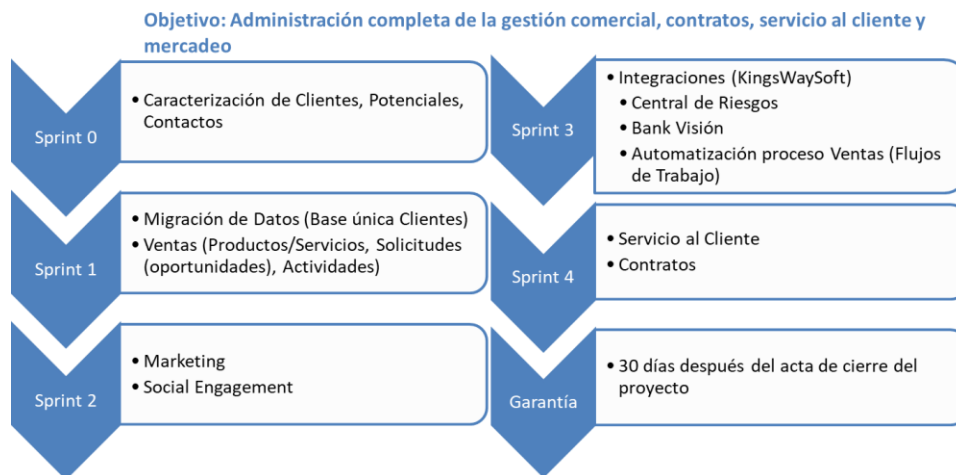 Objetivo: Administración completa de la gestión comercial, contratos, servicio al cliente y
mercadeo
Sprint 0
• Caracterización de Clientes, Potenciales,
Contactos
Sprint 1
• Migración de Datos (Base única Clientes)
• Ventas (Productos/Servicios, Solicitudes
(oportunidades), Actividades)
Sprint 2
• Marketing
• Social Engagement
Sprint 3
• Integraciones (KingsWaySoft)
• Central de Riesgos
• Bank Visión
• Automatización proceso Ventas (Flujos
de Trabajo)
Sprint 4
• Servicio al Cliente
• Contratos
Garantía
• 30 días después del acta de cierre del
proyecto